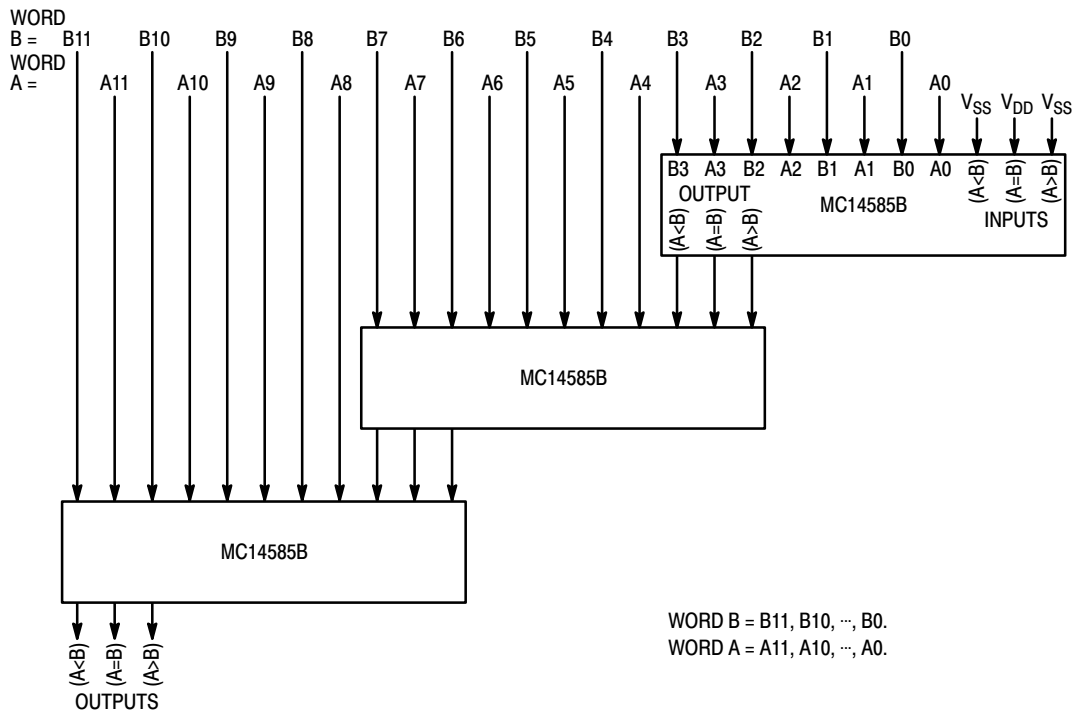 WORD
B = B11 B10 B9 B8 B7 B6 B5 B4 B3 B2 B1 B0
WORD
A = A11 A10 A9 A8 A7 A6 A5 A4 A3 A2 A1 A0 VSS VDD VSS
B3 A3 B2 A2 B1 A1 B0 A0 (A<B) (A=B) (A>B)
OUTPUT
MC14585B
INPUTS
(A<B) (A=B) (A>B)
MC14585B
MC14585B
(A<B) (A=B) (A>B)
OUTPUTS
WORD B = B11, B10, ···, B0.
WORD A = A11, A10, ···, A0.